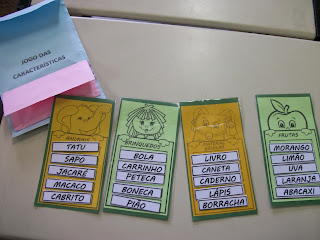 JOGO DAS
CARACTERÍSTICAS
ANIMAIS
TATU
SAPO
JACARÉ
MACACO
CABRITO
BRINQUEDOS
BOLA
CARRINHO
PETECA
BONECA
PIÃO
LIVRO
CANETA
CADERNO
LÁPIS
BORRACHA
FRUTAS
MORANGO
LIMÃO
UVA
LARANJA
ABACAXI